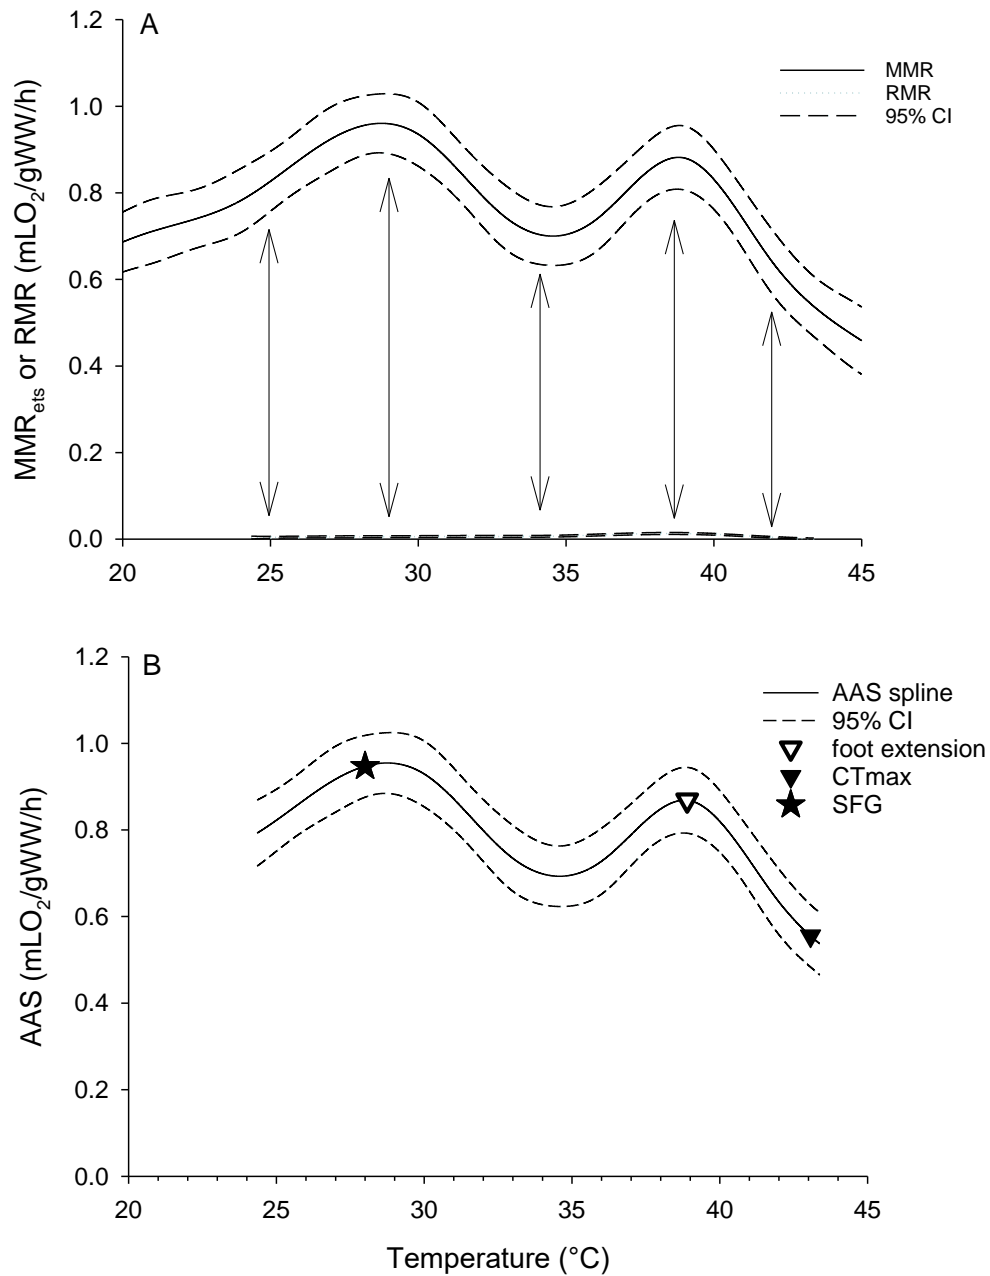 A
MMR
RMR
95% CI
MMRets or RMR (mLO2/gWW/h)
1.2
1.0
0.8
0.6
0.4
0.2
0.0
20 25 30 35 40 45
B
AAS spline
95% CI
foot extension
CTmax
SFG
AAS (mLO2/gWW/h)
1.2
1.0
0.8
0.6
0.4
0.2
0.0
20 25 30 35 40 45
Temperature (°C)